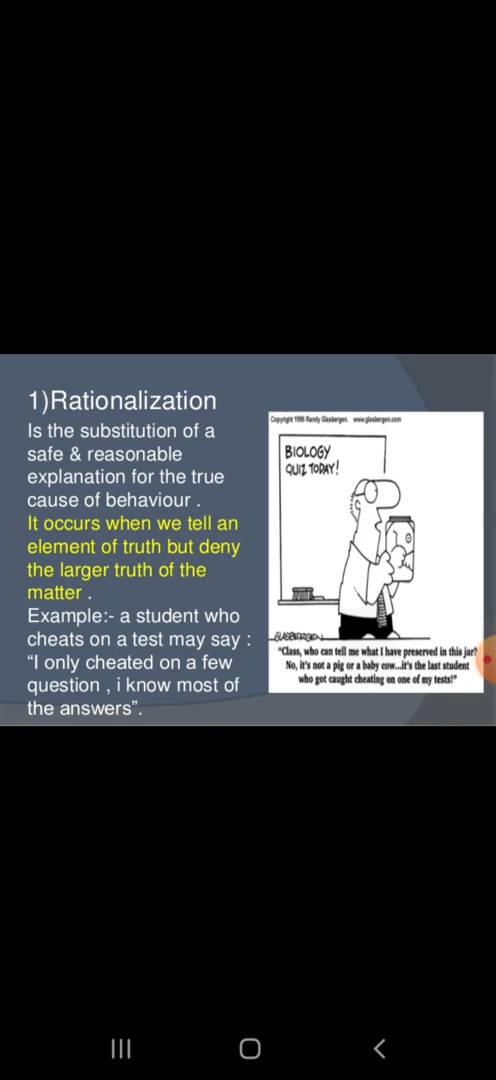 1)Rationalization
Is the substitution of a
safe & reasonable
explanation for the true
cause of behaviour .
It occurs when we tell an
element of truth but deny
the larger truth of the
matter .
Example:- a student who
cheats on a test may say :
“I only cheated on a few
question , i know most of
the answers”.
Copyright 1996 Randy Glasbergen. www.glasbergen.com
BIOLOGY
QUIZ TODAY!
GLASBERGEN
“Class, who can tell me what I have preserved in this jar?
No, it's not a pig or a baby cow...it's the last student
who got caught cheating on one of my tests!”